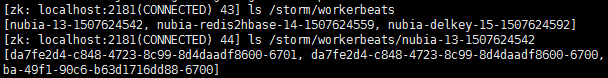 [zk: localhost:2181(CONNECTED) 43] ls /storm/workerbeats
[nubia-13-1507624542, nubia-redis2hbase-14-1507624559, nubia-delkey-15-1507624592]
[zk: localhost:2181(CONNECTED) 44] ls /storm/workerbeats/nubia-13-1507624542
[da7fe2d4-c848-4723-8c99-8d4daadf8600-6701, da7fe2d4-c848-4723-8c99-8d4daadf8600-6700,
ba-49f1-90c6-b63d1716dd88-6700]